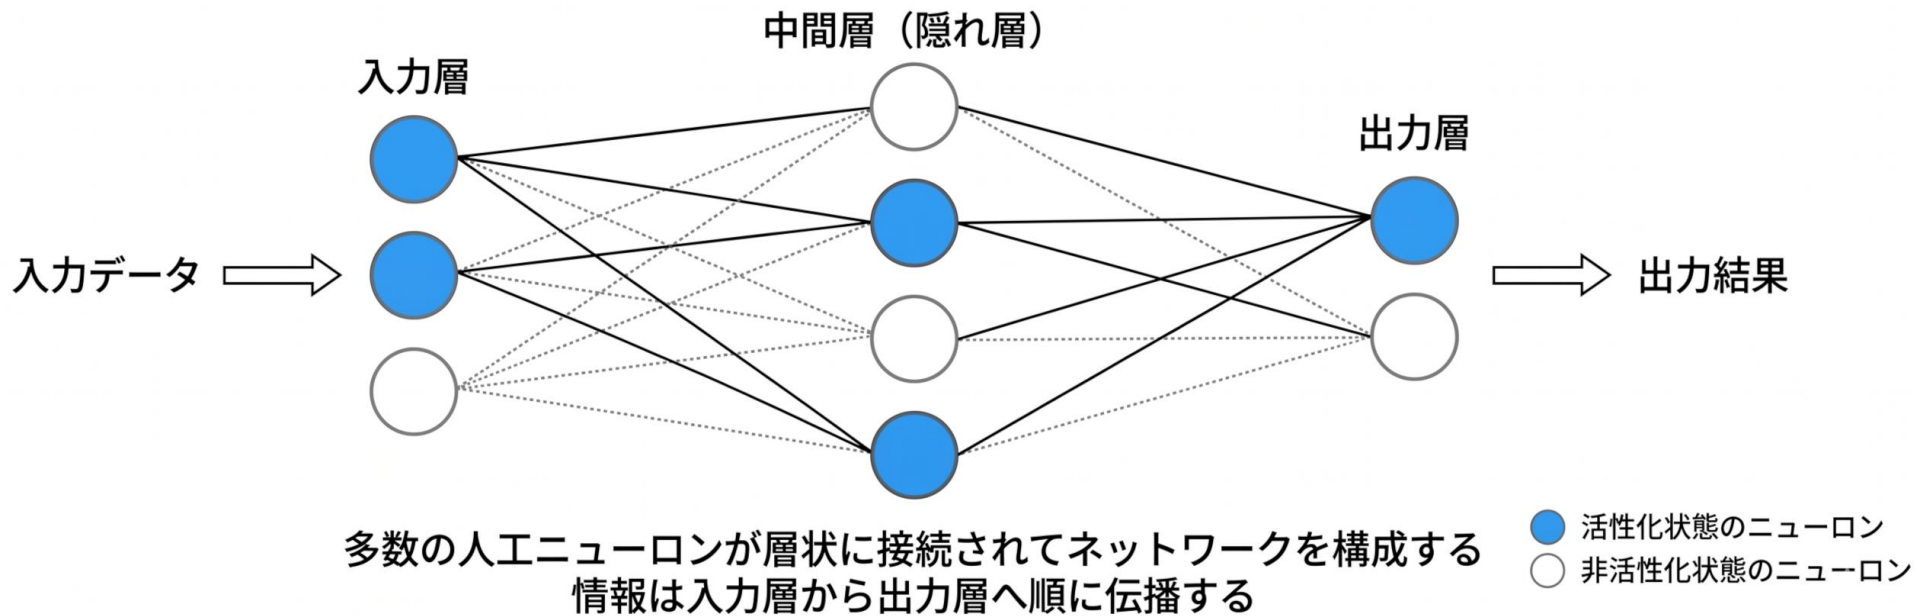 中間層（隠れ層）
入力層
出力層
入力データ
出力結果
多数の人工ニューロンが層状に接続されてネットワークを構成する
情報は入力層から出力層へ順に伝播する
活性化状態のニューロン
非活性化状態のニューロン